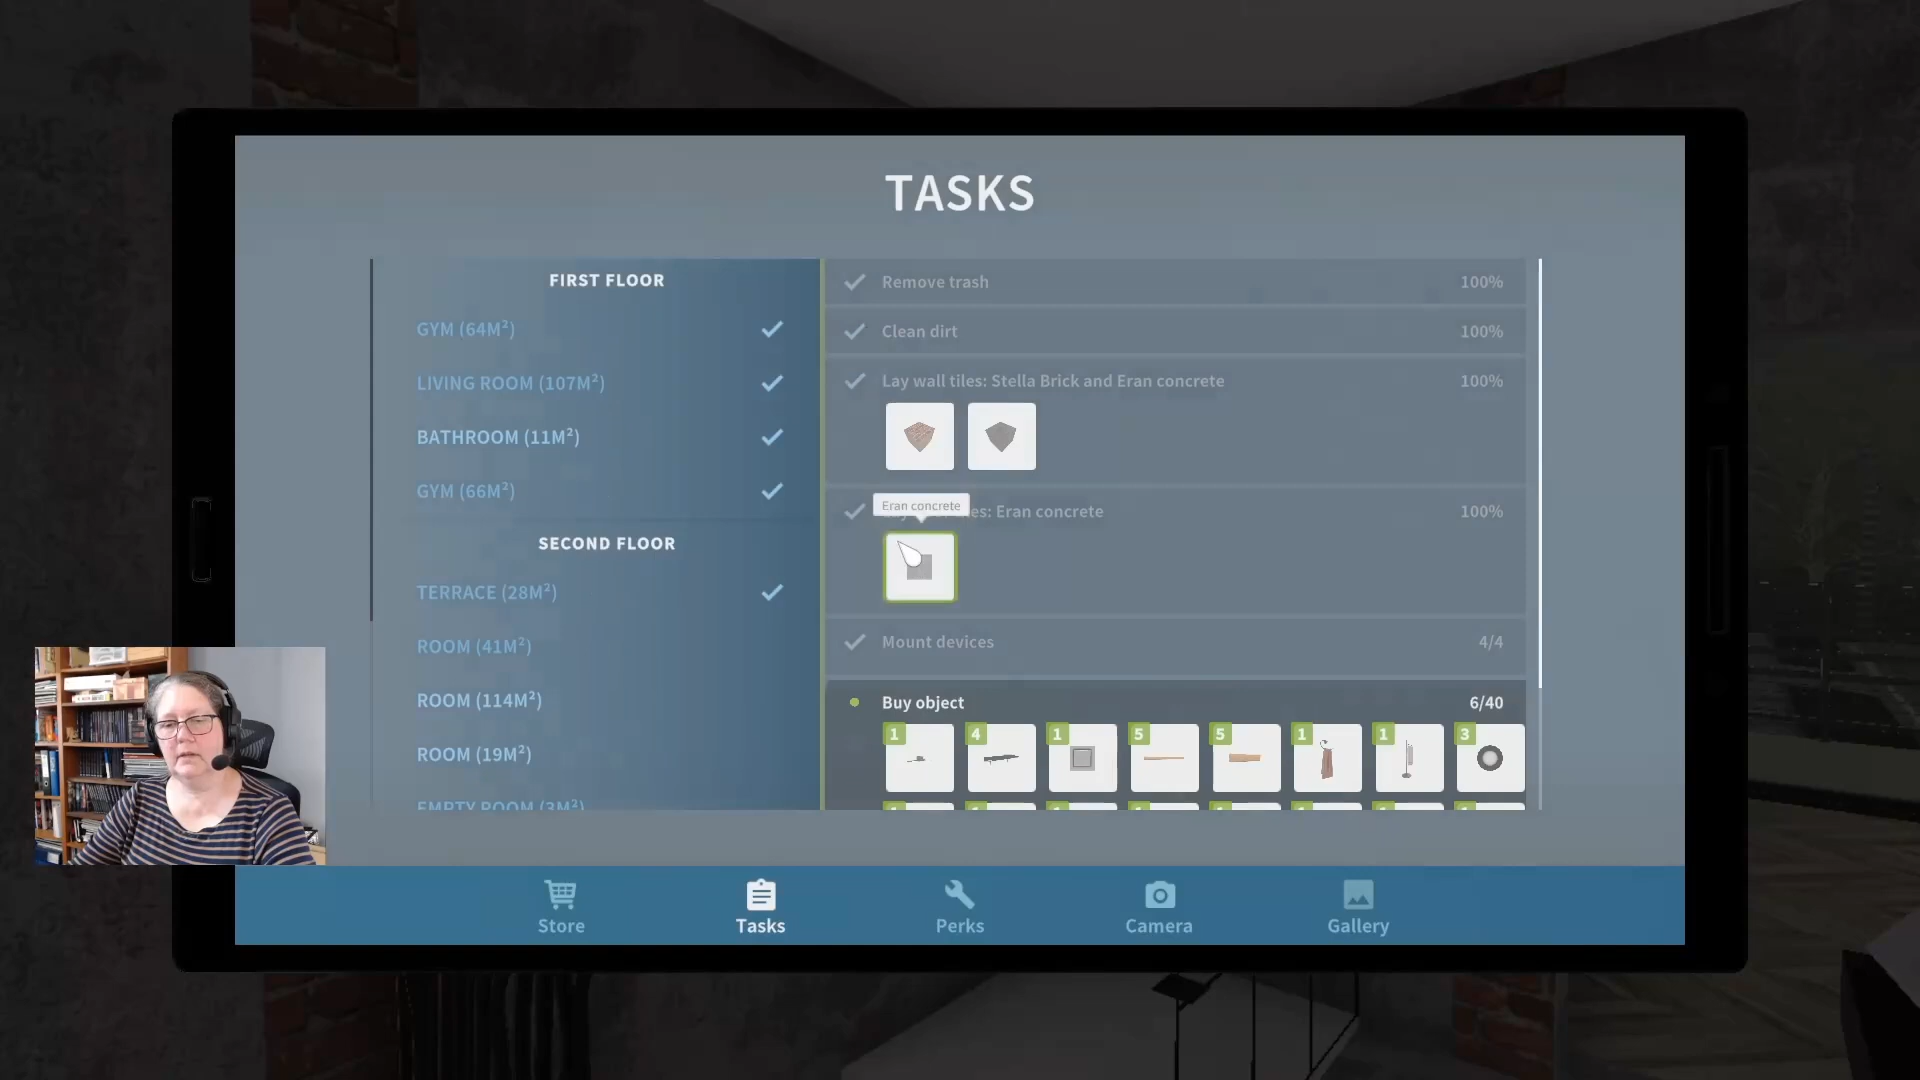 TASKS
FIRST FLOOR
GYM (64M²)
LIVING ROOM (107M²)
BATHROOM (11M²)
GYM (66M²)
SECOND FLOOR
TERRACE (28M²)
ROOM (41M²)
ROOM (114M²)
ROOM (19M²)
EMPTY ROOM (3M²)
Remove trash 100%
Clean dirt 100%
Lay wall tiles: Stella Brick and Eran concrete 100%
Eran concrete
es: Eran concrete 100%
Mount devices 4/4
Buy object 6/40
1 4 1 5 5 1 1 3
Store Tasks Perks Camera Gallery